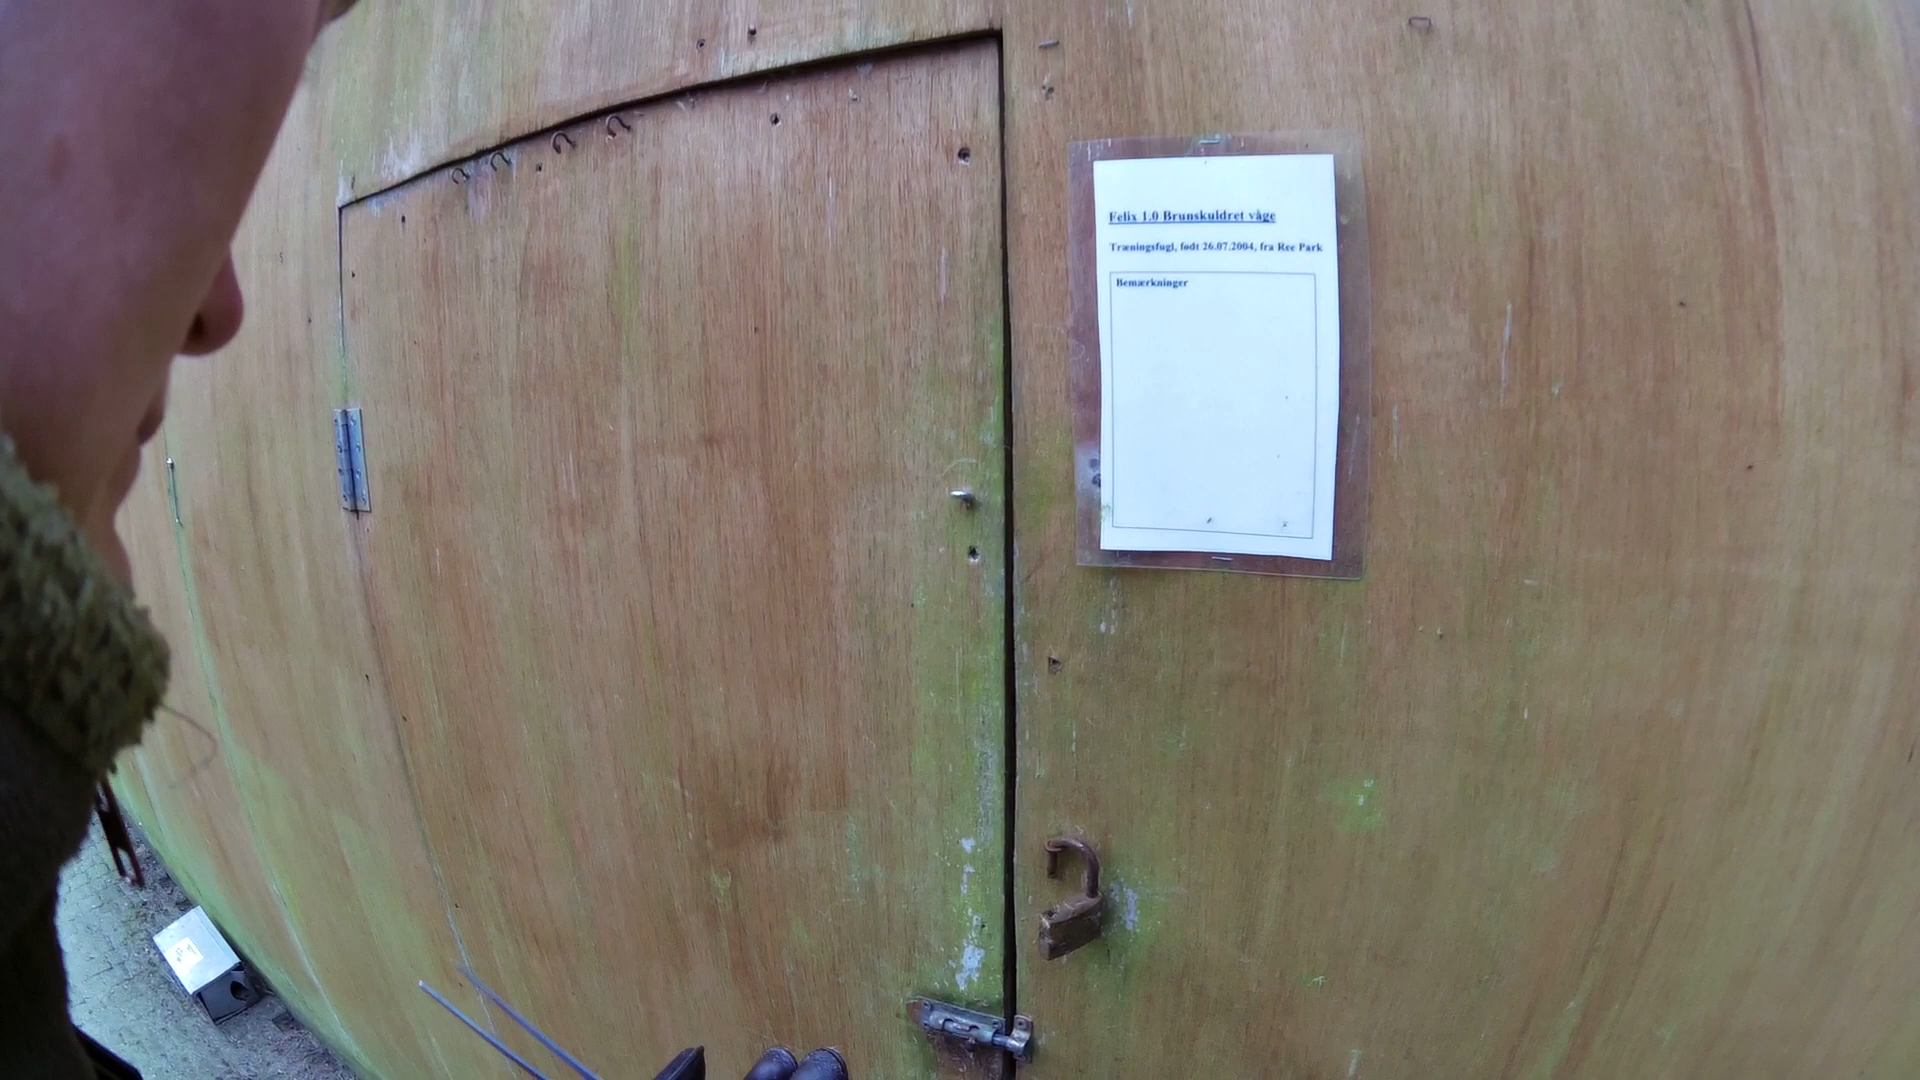 Felix 1.0 Brunskuldret våge
Træningsfugl, født 26.07.2004, fra Ree Park
Bemærkninger